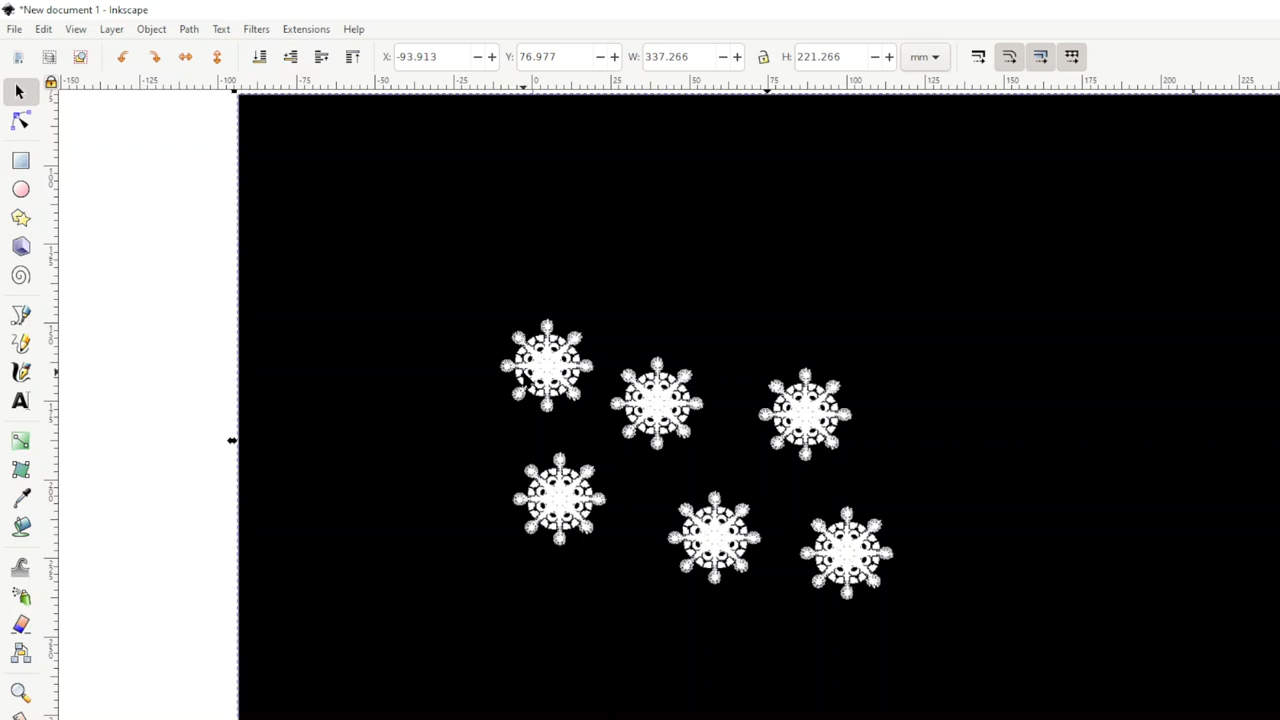 *New document 1 - Inkscape
File Edit View Layer Object Path Text Filters Extensions Help
X: -93.913 Y: 76.977 W: 337.266 H: 221.266 mm
-150 -125 -100 -75 -50 -25 0 25 50 75 100 125 150 175 200 225